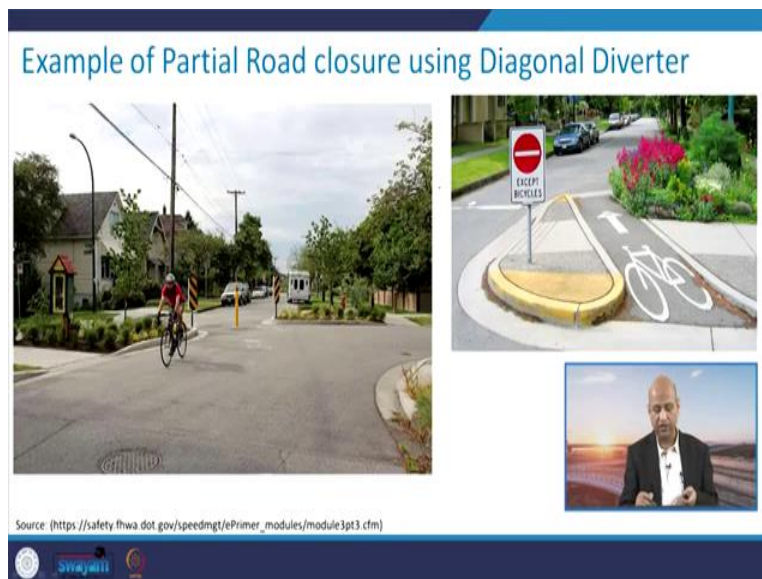 Example of Partial Road closure using Diagonal Diverter
EXCEPT
BICYCLES
Source: (https://safety.fhwa.dot.gov/speedmgt/ePrimer_modules/module3pt3.cfm)
swayam